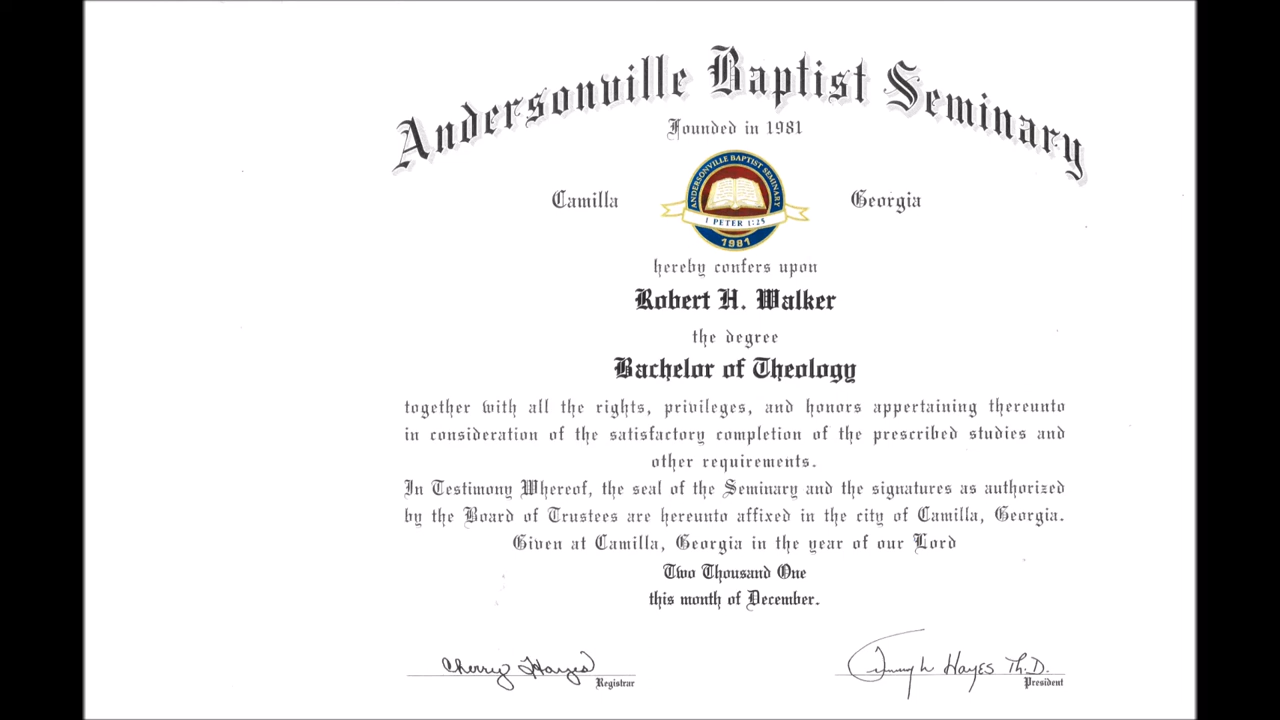 Andersonville Baptist Seminary
Founded in 1981
Camilla
Georgia
ANDERSONVILLE BAPTIST SEMINARY
1 PETER 1:25
1981
hereby confers upon
Robert H. Walker
the degree
Bachelor of Theology
together with all the rights, privileges, and honors appertaining thereunto
in consideration of the satisfactory completion of the prescribed studies and
other requirements.
In Testimony Whereof, the seal of the Seminary and the signatures as authorized
by the Board of Trustees are hereunto affixed in the city of Camilla, Georgia.
Given at Camilla, Georgia in the year of our Lord
Two Thousand One
this month of December.
Cherry Hayes
Registrar
Hayes Th.D.
President